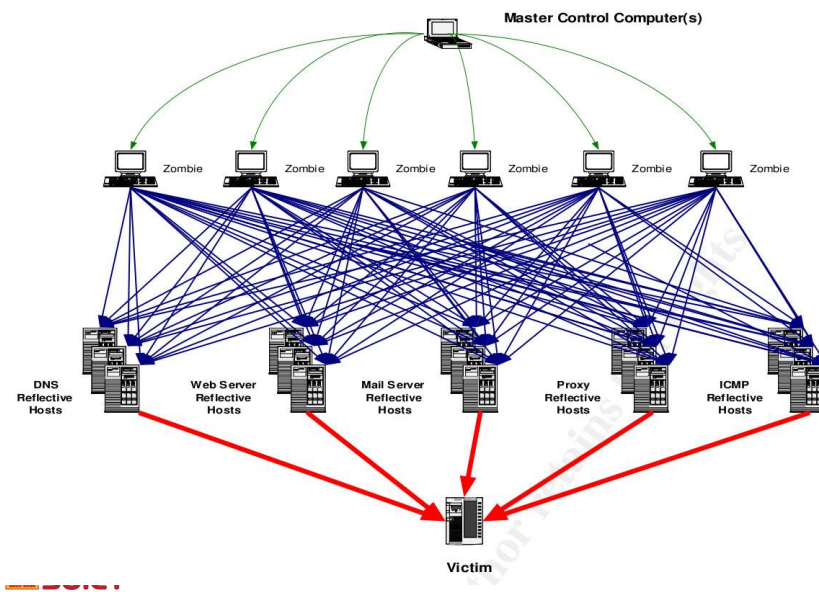 Master Control Computer(s)
Zombie
Zombie
Zombie
Zombie
Zombie
Zombie
DNS
Reflective
Hosts
Web Server
Reflective
Hosts
Mail Server
Reflective
Hosts
Proxy
Reflective
Hosts
ICMP
Reflective
Hosts
Victim